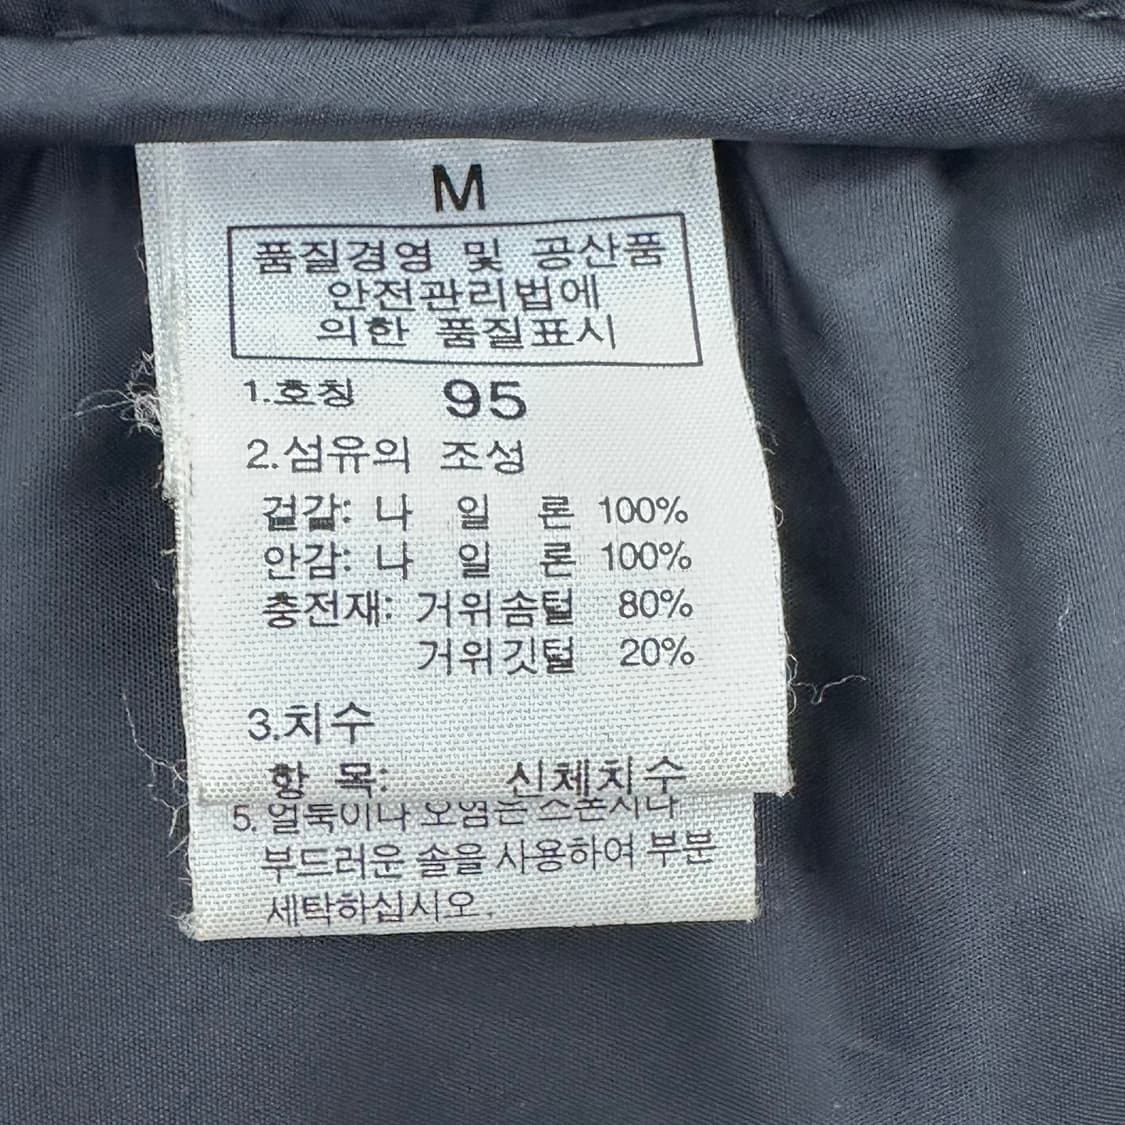 M
품질경영 및 공산품
안전관리법에
의한 품질표시
1.호칭 95
2.섬유의 조성
겉감: 나 일 론 100%
안감: 나 일 론 100%
충전재: 거위솜털 80%
거위깃털 20%
3.치수
항 목: 신체치수
5. 얼룩이나 오염는 스폰지나
부드러운 솔을 사용하여 부분
세탁하십시오.